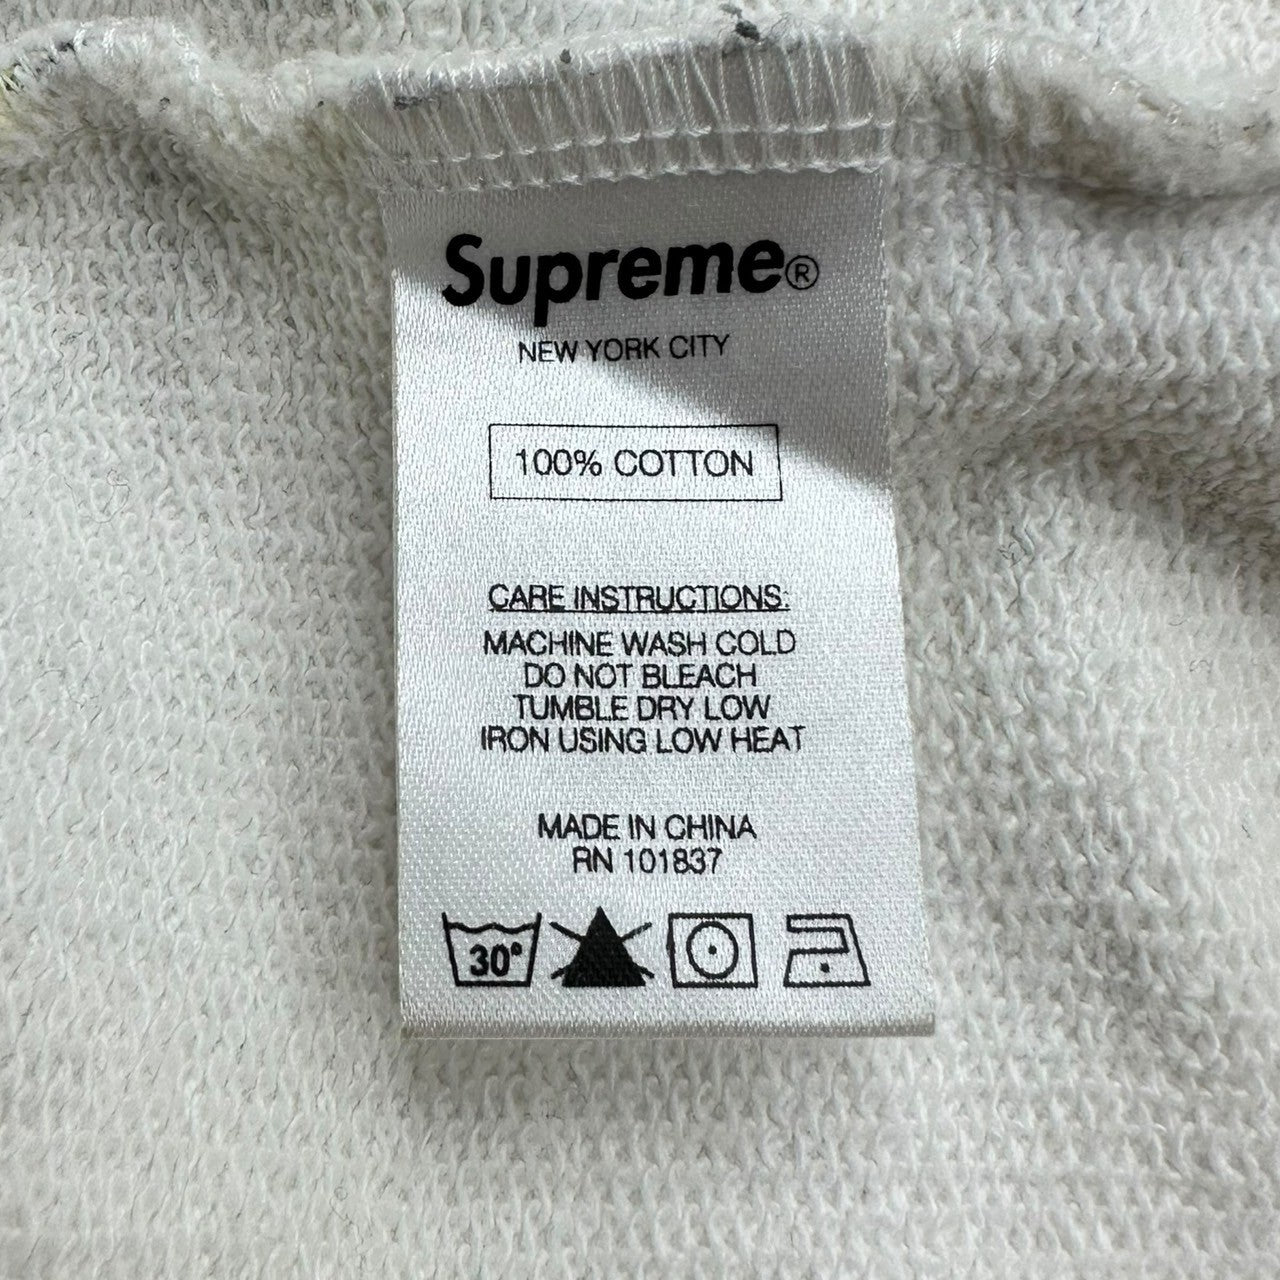 Supreme®
NEW YORK CITY
100% COTTON
CARE INSTRUCTIONS:
MACHINE WASH COLD
DO NOT BLEACH
TUMBLE DRY LOW
IRON USING LOW HEAT
MADE IN CHINA
RN 101837
30°